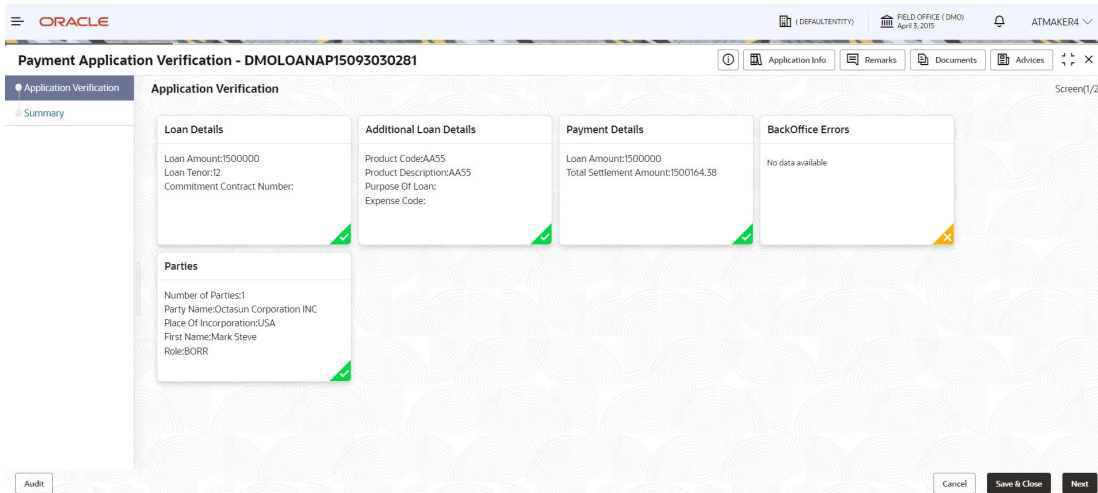 ORACLE
( DEFAULTENTITY)
FIELD OFFICE ( DMO)
April 3, 2015
ATMAKER4
Payment Application Verification - DMOLOANAP15093030281
Application Info
Remarks
Documents
Advices
Application Verification
Summary
Application Verification
Screen(1/2
Loan Details
Loan Amount:1500000
Loan Tenor:12
Commitment Contract Number:
Additional Loan Details
Product Code:AA55
Product Description:AA55
Purpose Of Loan:
Expense Code:
Payment Details
Loan Amount:1500000
Total Settlement Amount:1500164.38
BackOffice Errors
No data available
Parties
Number of Parties:1
Party Name:Octasun Corporation INC
Place Of Incorporation:USA
First Name:Mark Steve
Role:BORR
Audit
Cancel
Save & Close
Next